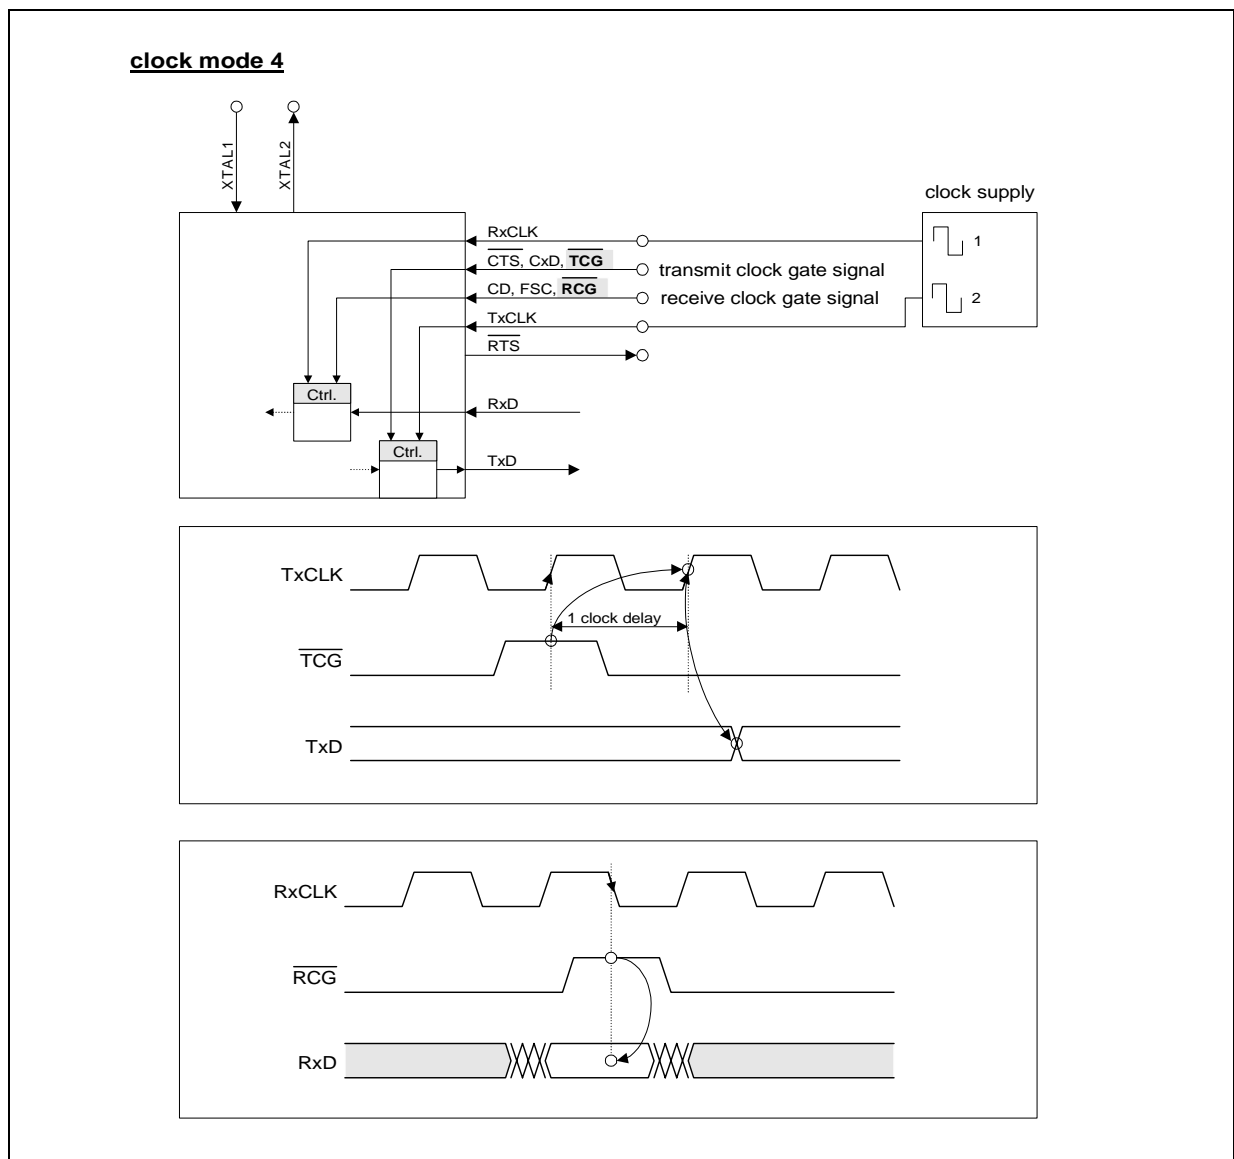 clock mode 4
XTAL1
XTAL2
clock supply
RxCLK
1
CTS, CxD, TCG
transmit clock gate signal
CD, FSC, RCG
receive clock gate signal
2
TxCLK
RTS
Ctrl.
RxD
Ctrl.
TxD
TxCLK
1 clock delay
TCG
TxD
RxCLK
RCG
RxD